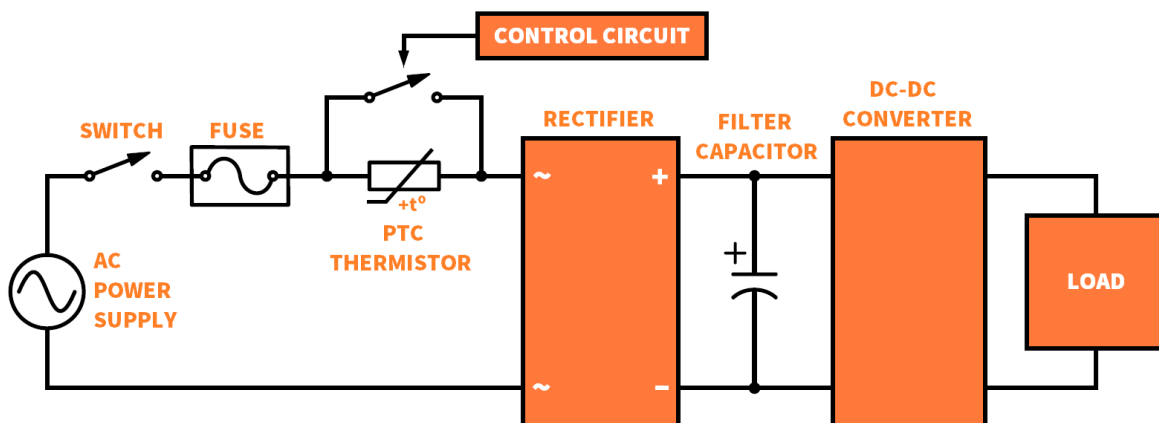 CONTROL CIRCUIT
SWITCH
FUSE
RECTIFIER
FILTER
CAPACITOR
DC-DC
CONVERTER
~
+
+t°
PTC
THERMISTOR
AC
POWER
SUPPLY
+
LOAD
~
–